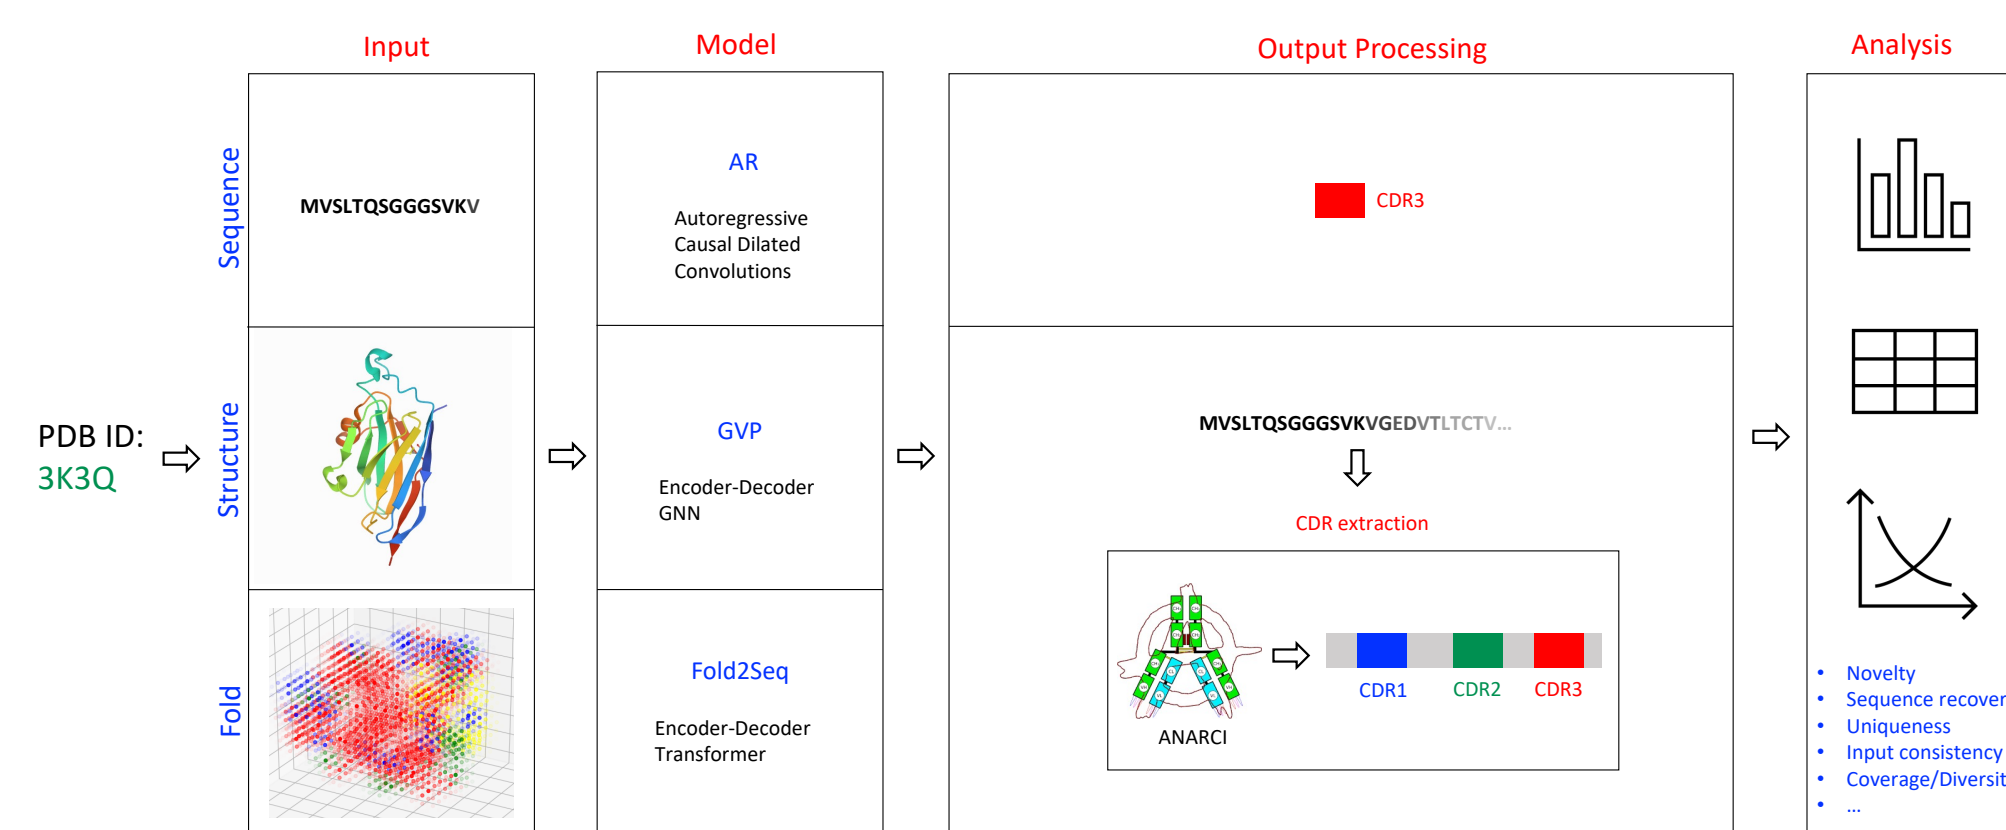 Input
Model
Output Processing
Analysis
Sequence
MVSLTQSGGGSVKV
AR
Autoregressive
Causal Dilated
Convolutions
CDR3
PDB ID:
3K3Q
Structure
GVP
Encoder-Decoder
GNN
MVSLTQSGGGSVKVGEDVTLTCTV...
CDR extraction
Fold
Fold2Seq
Encoder-Decoder
Transformer
ANARCI
CDR1
CDR2
CDR3
• Novelty
• Sequence recover
• Uniqueness
• Input consistency
• Coverage/Diversit
• ...